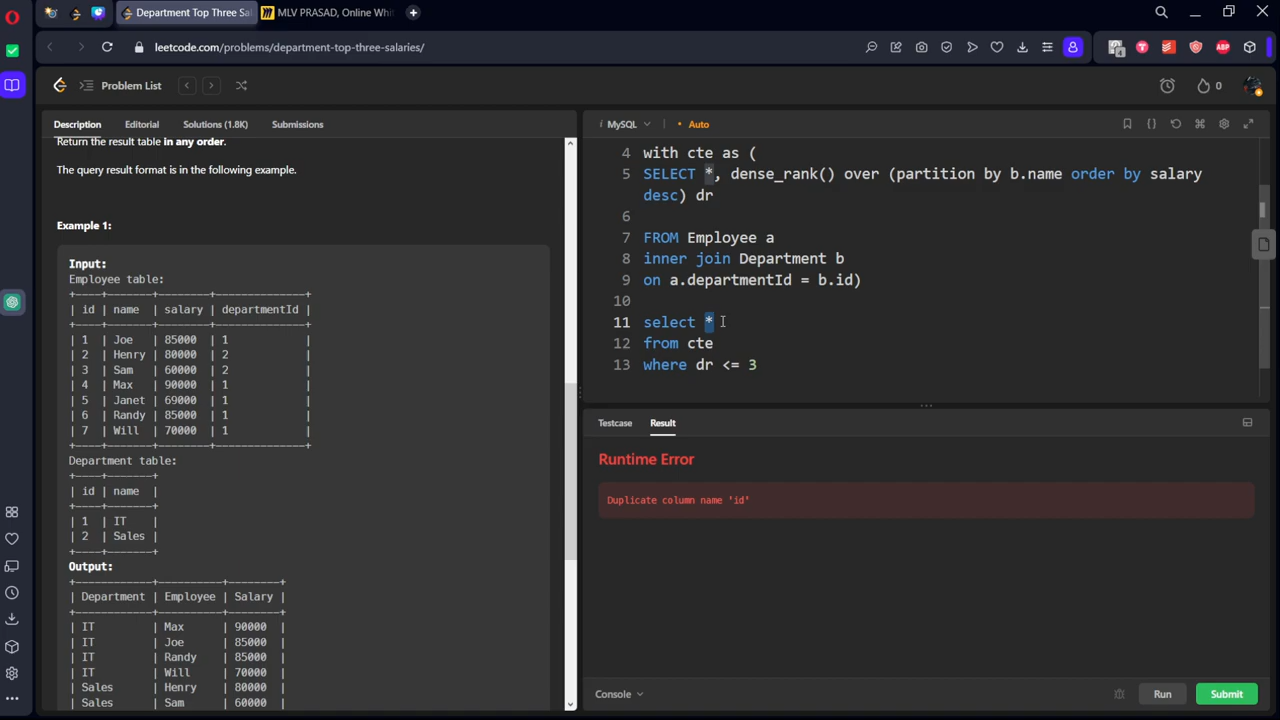 Department Top Three Sal
MLV PRASAD, Online Whi
leetcode.com/problems/department-top-three-salaries/
Problem List
0
Description
Editorial
Solutions (1.8K)
Submissions
Return the result table in any order.
The query result format is in the following example.
Example 1:
Input:
Employee table:
+----+-------+--------+--------------+
| id | name  | salary | departmentId |
+----+-------+--------+--------------+
| 1  | Joe   | 85000  | 1            |
| 2  | Henry | 80000  | 2            |
| 3  | Sam   | 60000  | 2            |
| 4  | Max   | 90000  | 1            |
| 5  | Janet | 69000  | 1            |
| 6  | Randy | 85000  | 1            |
| 7  | Will  | 70000  | 1            |
+----+-------+--------+--------------+
Department table:
+----+-------+
| id | name  |
+----+-------+
| 1  | IT    |
| 2  | Sales |
+----+-------+
Output:
+------------+----------+--------+
| Department | Employee | Salary |
+------------+----------+--------+
| IT         | Max      | 90000  |
| IT         | Joe      | 85000  |
| IT         | Randy    | 85000  |
| IT         | Will     | 70000  |
| Sales      | Henry    | 80000  |
| Sales      | Sam      | 60000  |
MySQL
Auto
4 with cte as (
5 SELECT *, dense_rank() over (partition by b.name order by salary
desc) dr
6
7 FROM Employee a
8 inner join Department b
9 on a.departmentId = b.id)
10
11 select *
12 from cte
13 where dr <= 3
Testcase
Result
Runtime Error
Duplicate column name 'id'
Console
Run
Submit